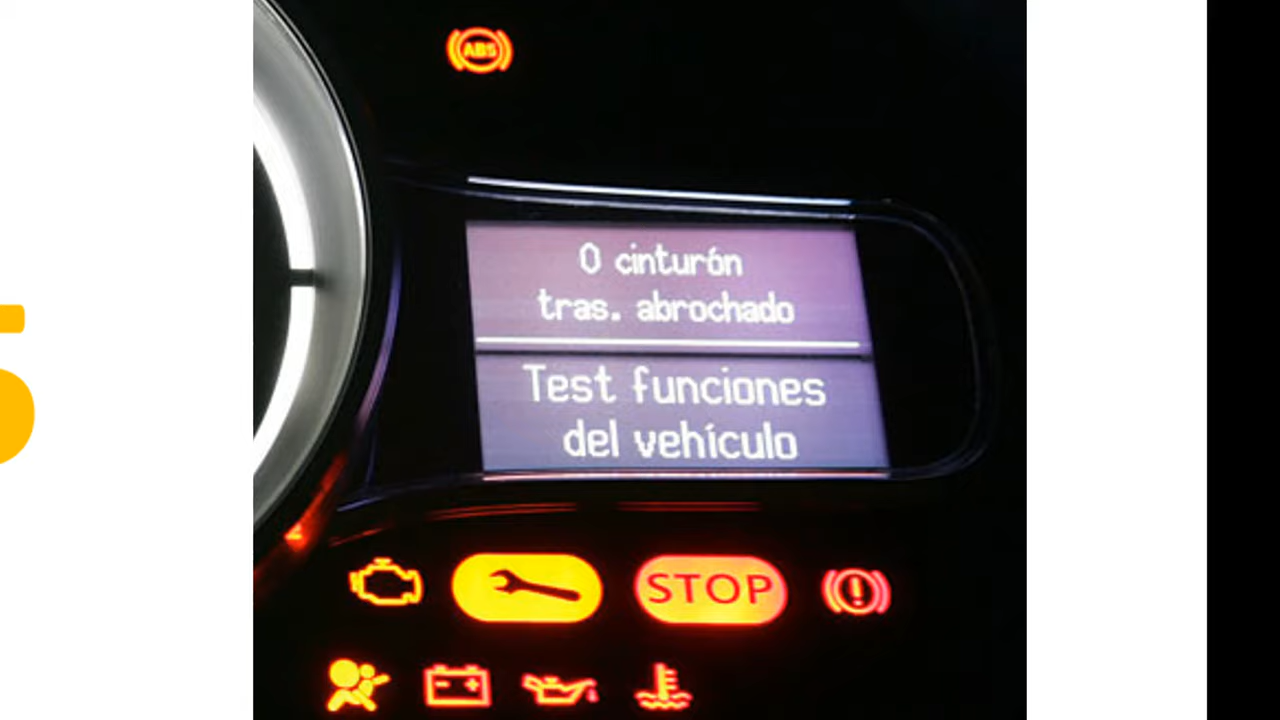 ABS
0 cinturón
tras. abrochado
Test funciones
del vehículo
STOP